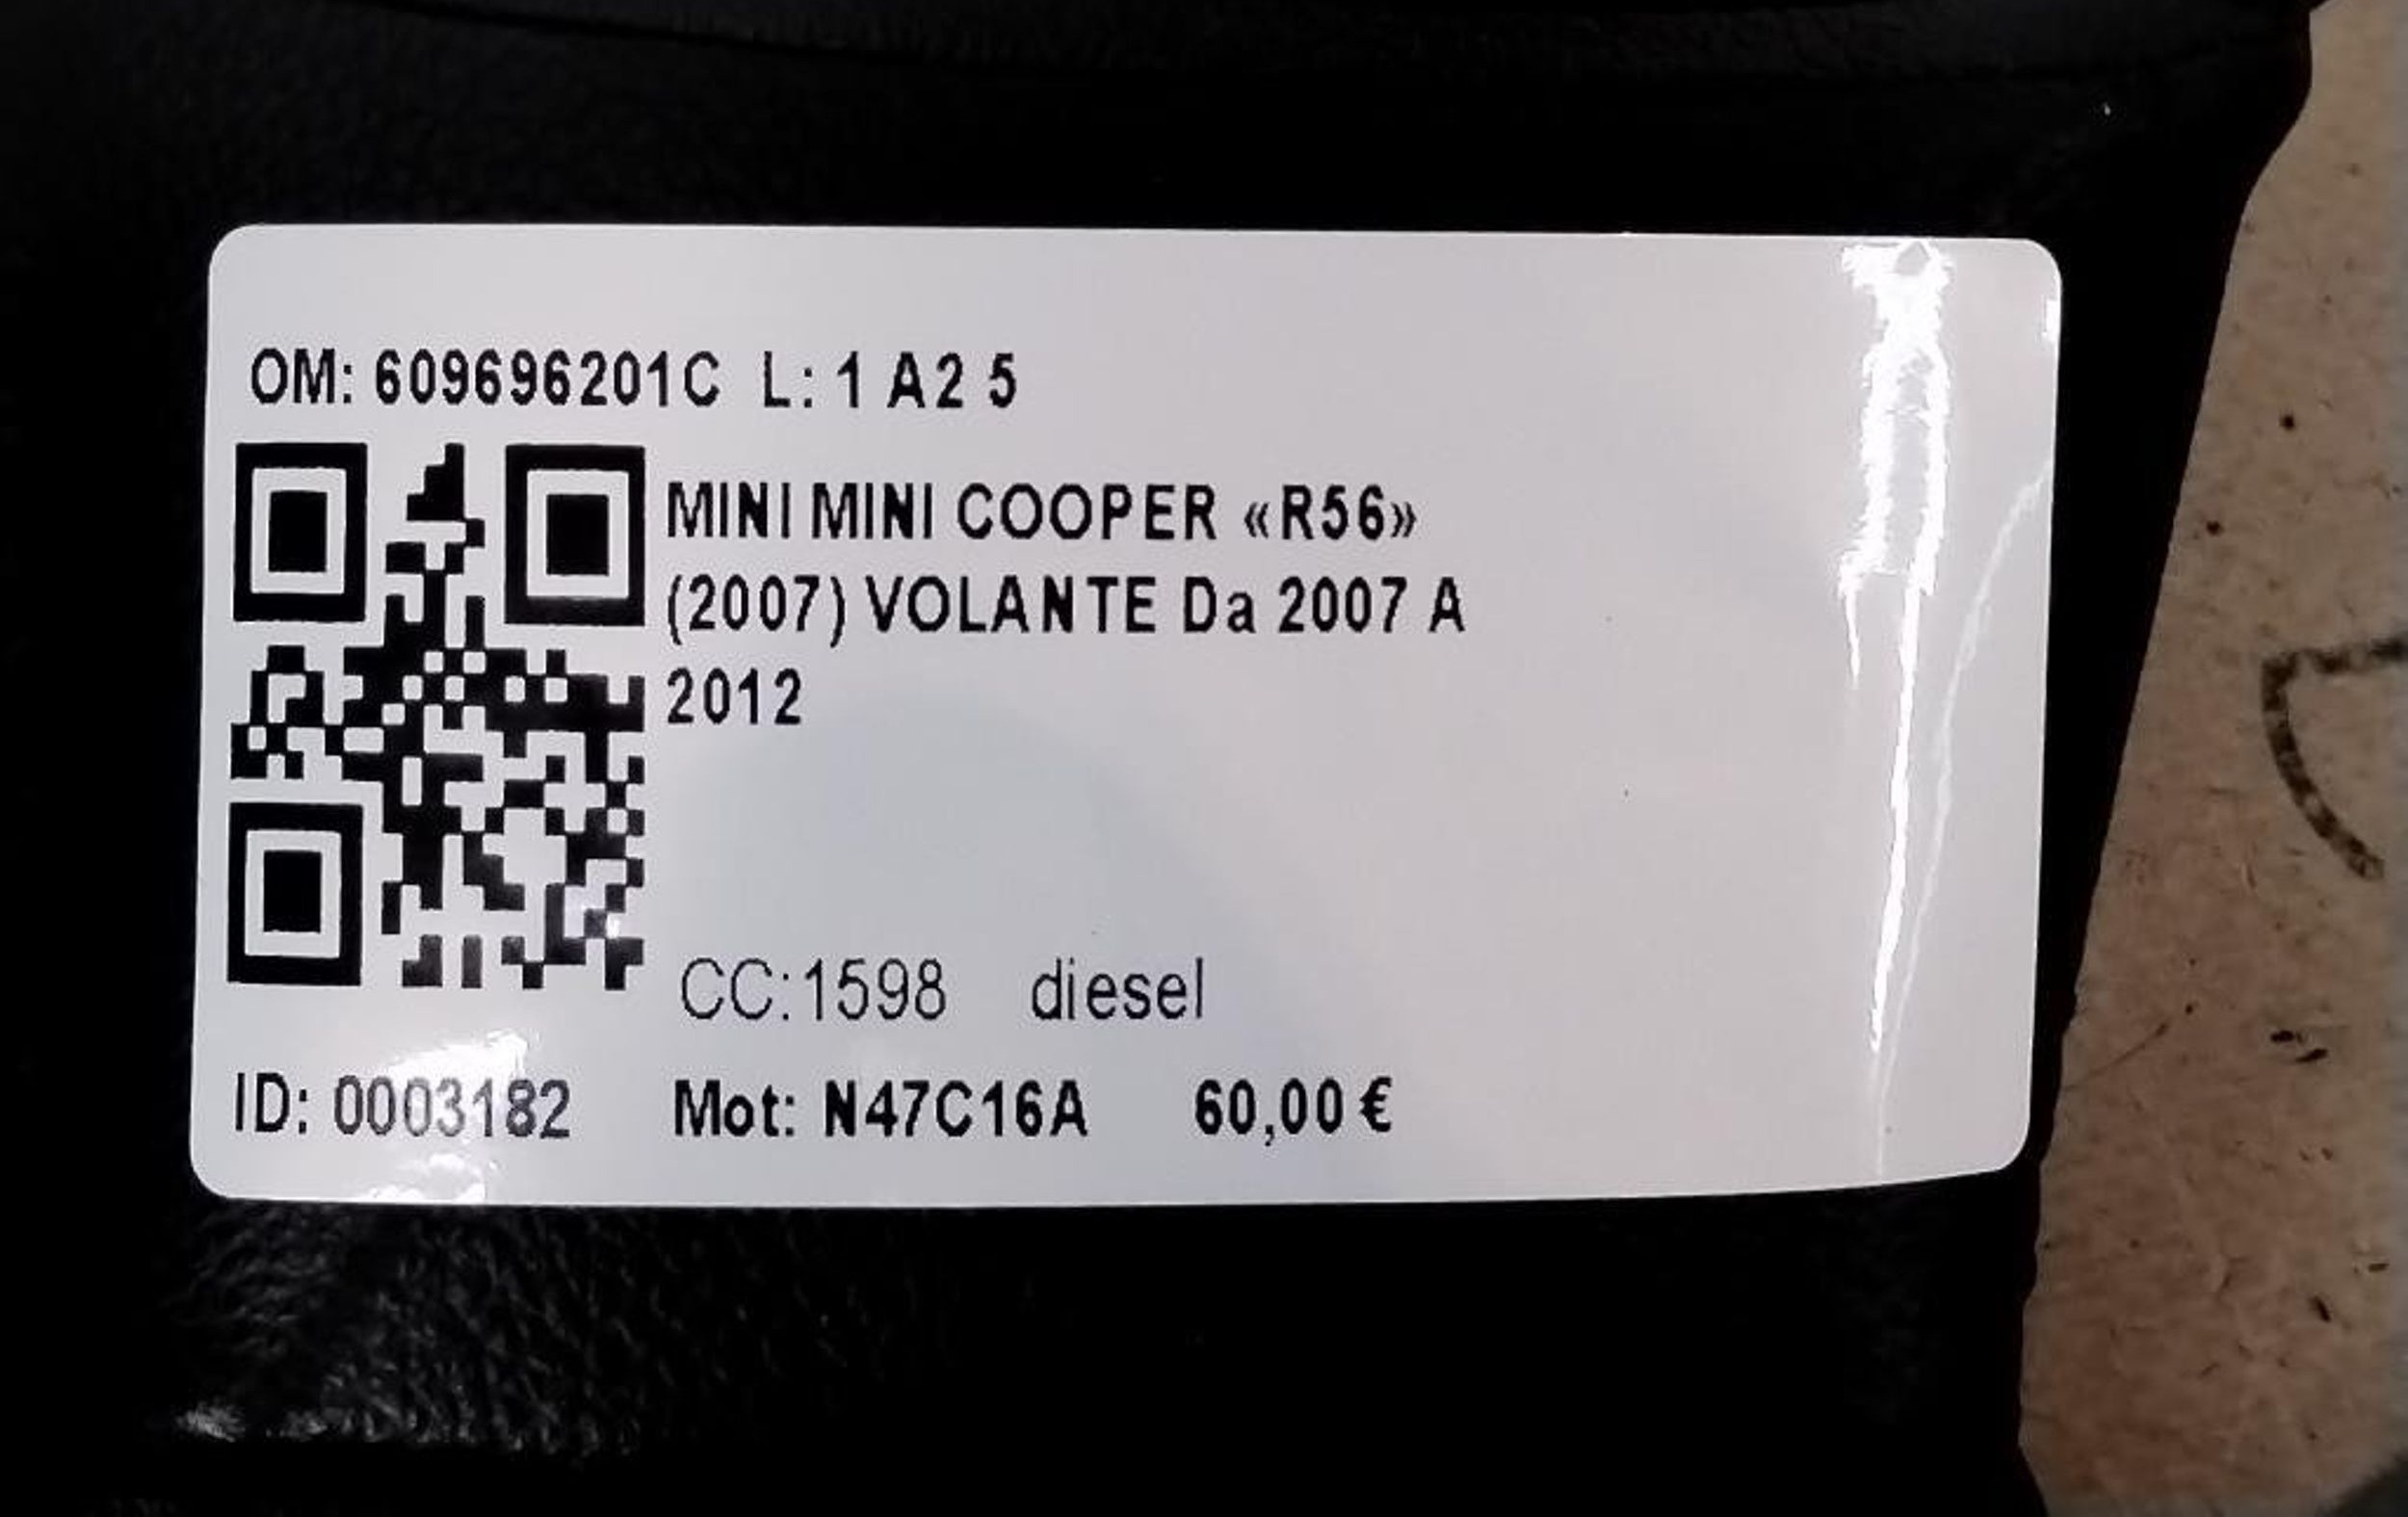 OM: 609696201C L: 1 A2 5
MINI MINI COOPER «R56»
(2007) VOLANTE Da 2007 A
2012
CC:1598 diesel
ID: 0003182 Mot: N47C16A 60,00 €